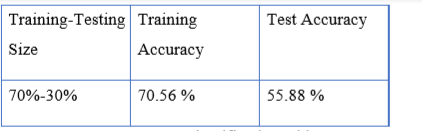 Training-Testing Size Training Accuracy Test Accuracy
70%-30% 70.56 % 55.88 %